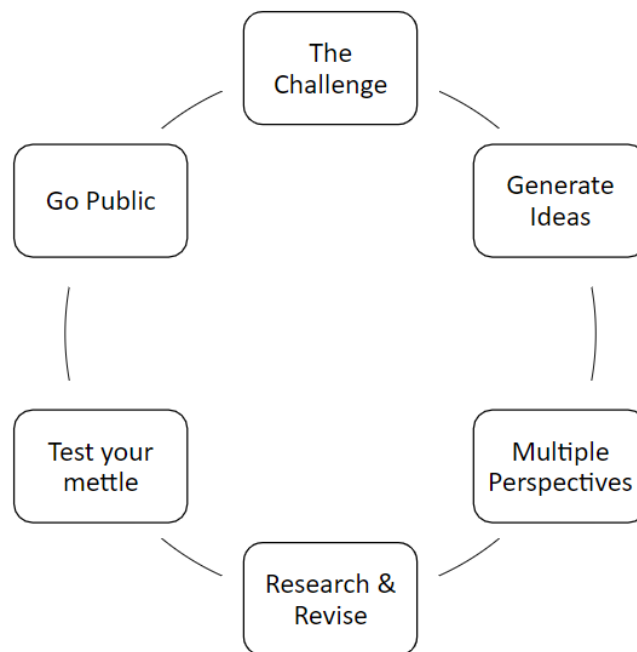 The
Challenge
Generate
Ideas
Multiple
Perspectives
Research &
Revise
Test your
mettle
Go Public